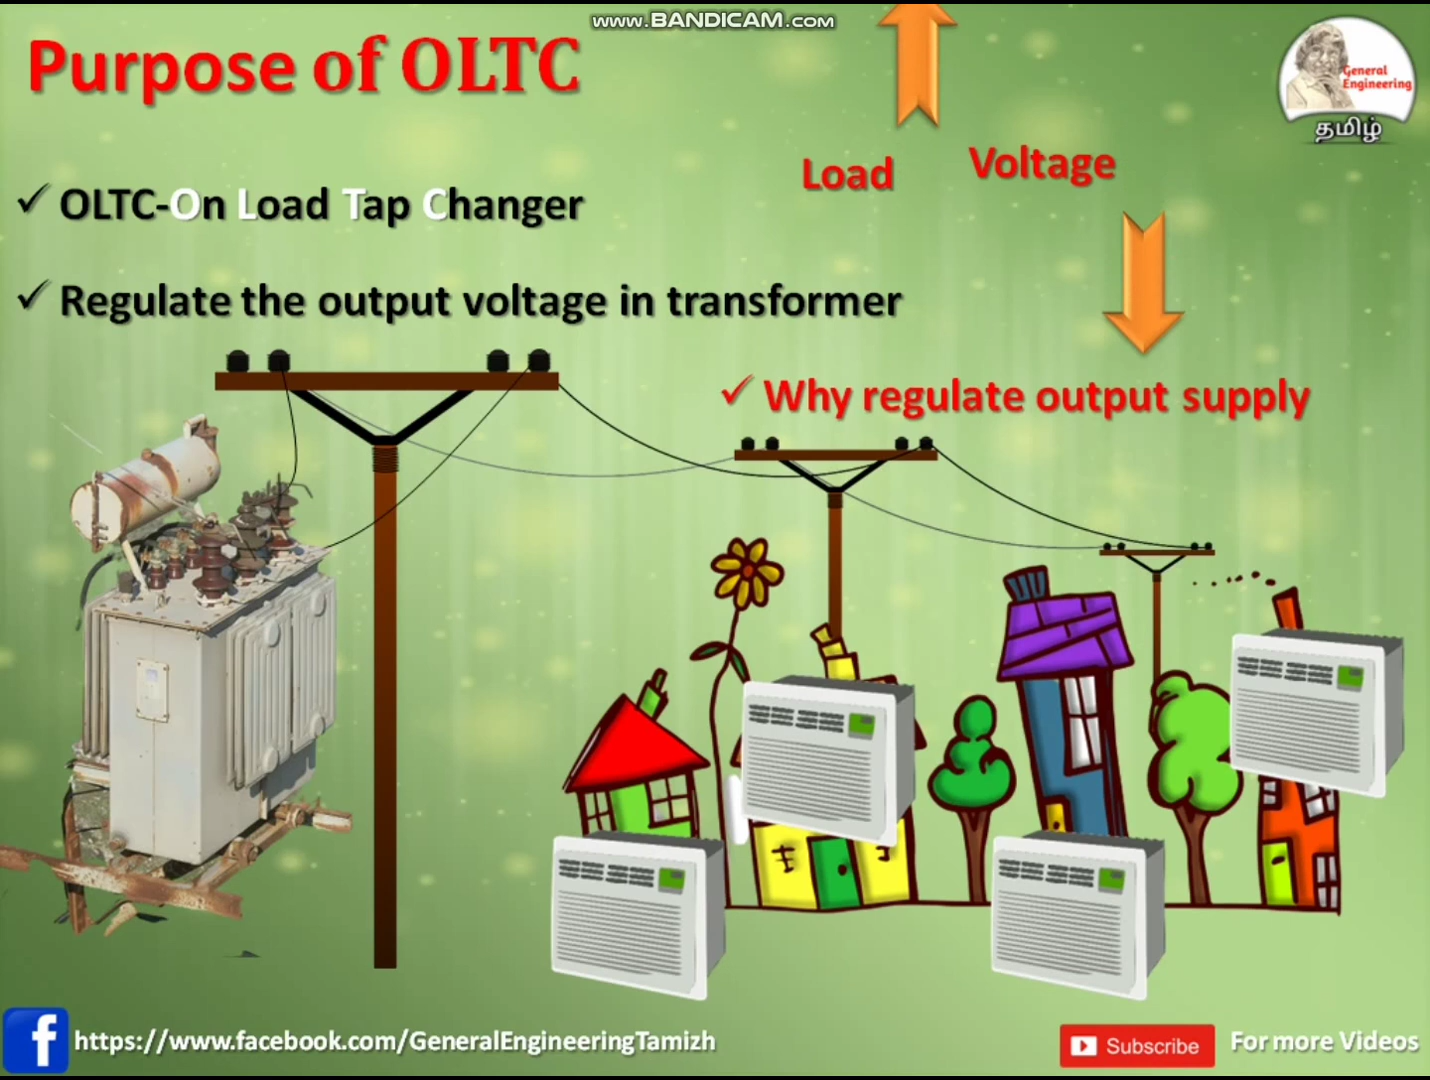 www.BANDICAM.com
Purpose of OLTC
General
Engineering
தமிழ்
Load
Voltage
✓ OLTC-On Load Tap Changer
✓ Regulate the output voltage in transformer
✓ Why regulate output supply
https://www.facebook.com/GeneralEngineeringTamizh
Subscribe
For more Videos